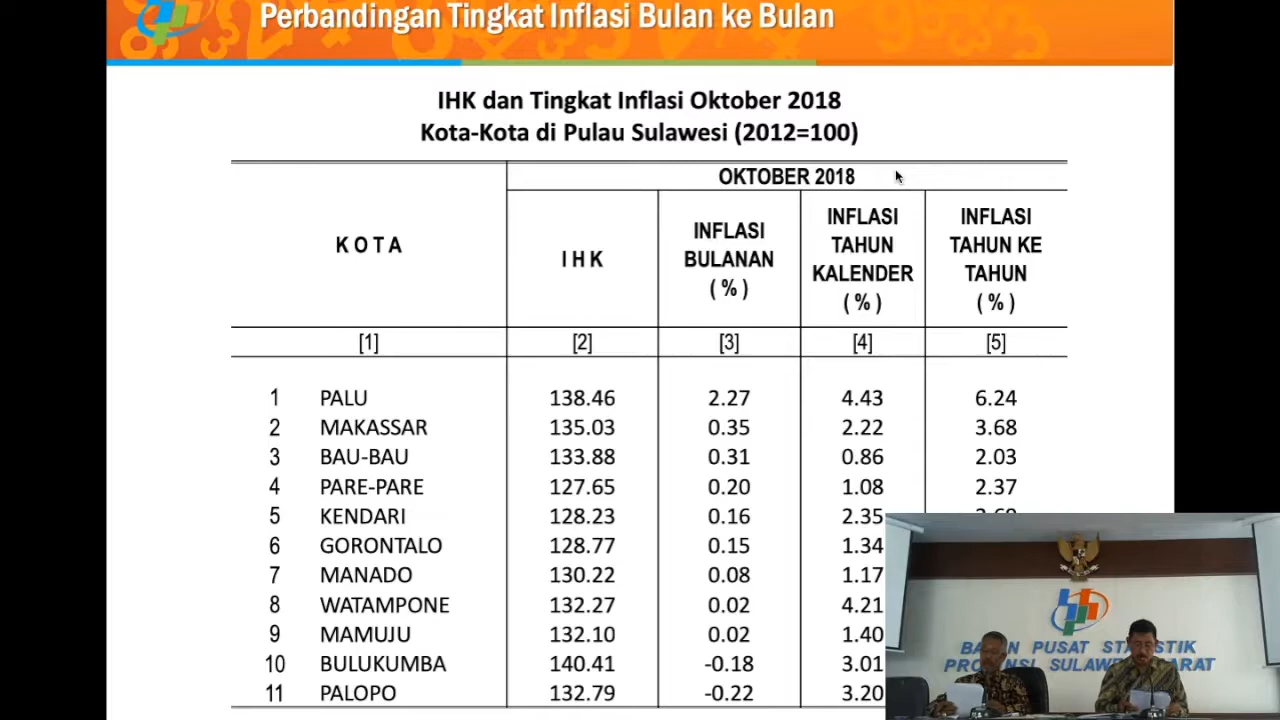 Perbandingan Tingkat Inflasi Bulan ke Bulan
IHK dan Tingkat Inflasi Oktober 2018
Kota-Kota di Pulau Sulawesi (2012=100)
OKTOBER 2018
K O T A
I H K
INFLASI BULANAN ( % )
INFLASI TAHUN KALENDER ( % )
INFLASI TAHUN KE TAHUN ( % )
[1] [2] [3] [4] [5]
1 PALU 138.46 2.27 4.43 6.24
2 MAKASSAR 135.03 0.35 2.22 3.68
3 BAU-BAU 133.88 0.31 0.86 2.03
4 PARE-PARE 127.65 0.20 1.08 2.37
5 KENDARI 128.23 0.16 2.35
6 GORONTALO 128.77 0.15 1.34
7 MANADO 130.22 0.08 1.17
8 WATAMPONE 132.27 0.02 4.21
9 MAMUJU 132.10 0.02 1.40
10 BULUKUMBA 140.41 -0.18 3.01
11 PALOPO 132.79 -0.22 3.20
BADAN PUSAT STATISTIK
PROVINSI SULAWESI BARAT